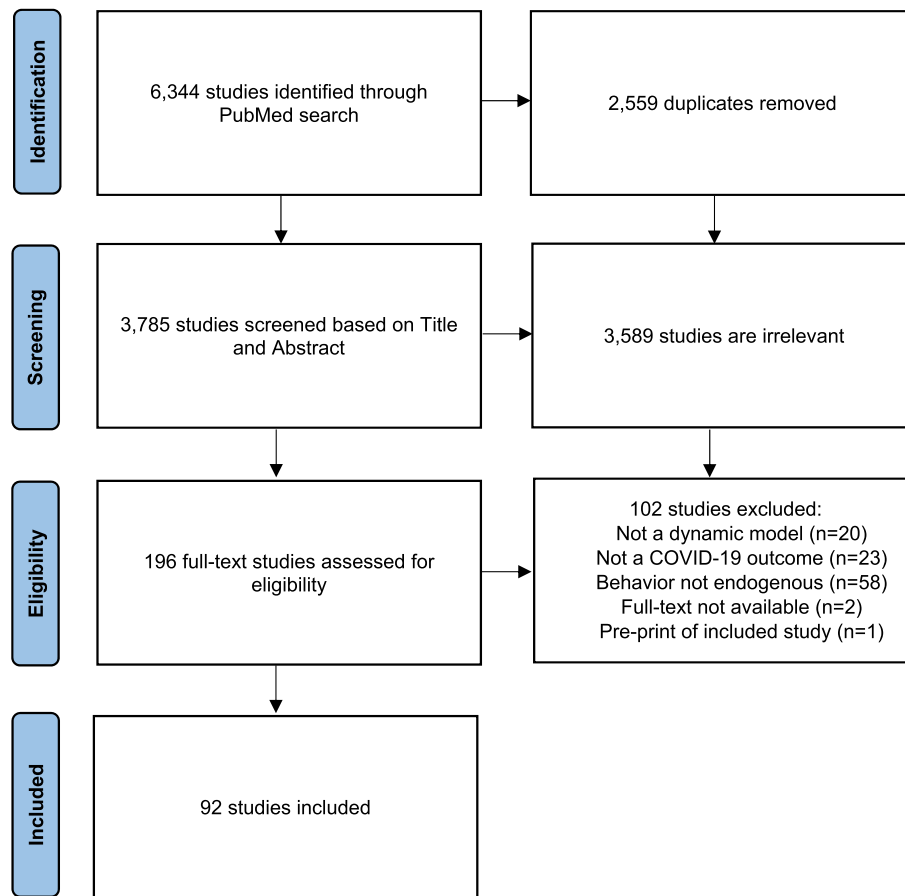 Identification
6,344 studies identified through
PubMed search
2,559 duplicates removed
Screening
3,785 studies screened based on Title
and Abstract
3,589 studies are irrelevant
Eligibility
196 full-text studies assessed for
eligibility
102 studies excluded:
Not a dynamic model (n=20)
Not a COVID-19 outcome (n=23)
Behavior not endogenous (n=58)
Full-text not available (n=2)
Pre-print of included study (n=1)
Included
92 studies included